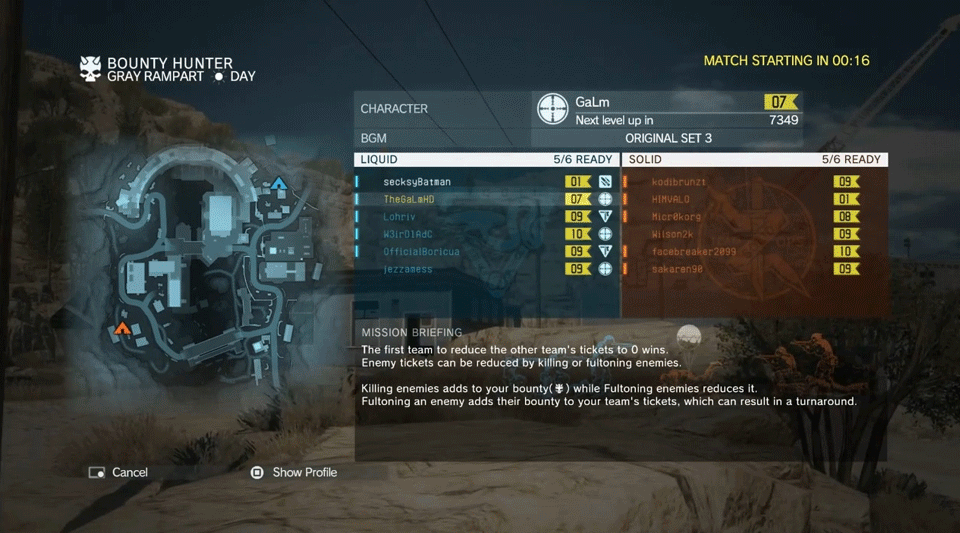 BOUNTY HUNTER
GRAY RAMPART DAY
MATCH STARTING IN 00:16
CHARACTER
GaLm 07
Next level up in 7349
BGM ORIGINAL SET 3
LIQUID 5/6 READY
secksyBatman 01
TheGaLmHD 07
Lohriv 09
W3irD1AdC 10
OfficialBoricua 09
jezzamess 09
SOLID 5/6 READY
kodibrunzt 09
HIMVALO 01
Micr0korg 08
Wilson2k 09
facebreaker2099 10
sakaren90 09
MISSION BRIEFING
The first team to reduce the other team's tickets to 0 wins.
Enemy tickets can be reduced by killing or fultoning enemies.
Killing enemies adds to your bounty( ) while Fultoning enemies reduces it.
Fultoning an enemy adds their bounty to your team's tickets, which can result in a turnaround.
Cancel
Show Profile